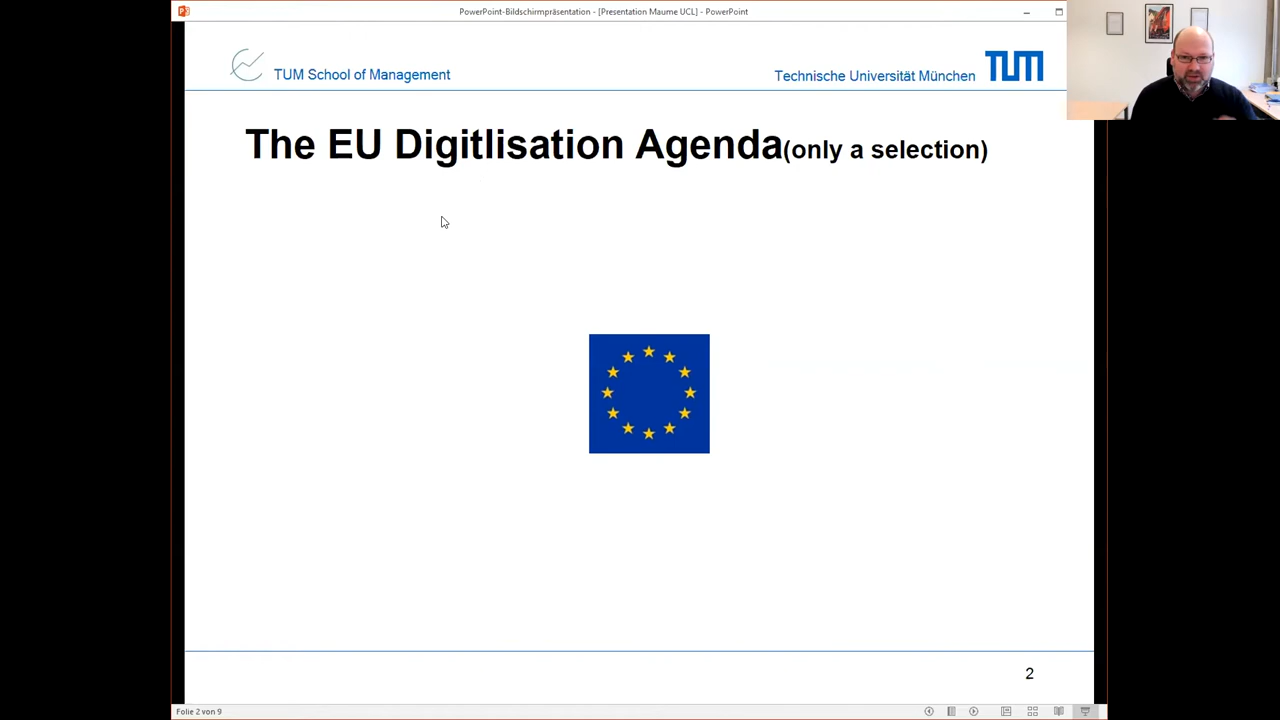 PowerPoint-Bildschirmpräsentation - [Presentation Maume UCL] - PowerPoint
TUM School of Management
Technische Universität München
TUM
The EU Digitlisation Agenda(only a selection)
2
Folie 2 von 9